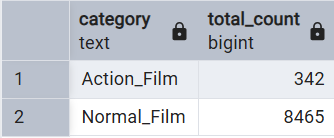 category total_count
text bigint
1 Action_Film 342
2 Normal_Film 8465